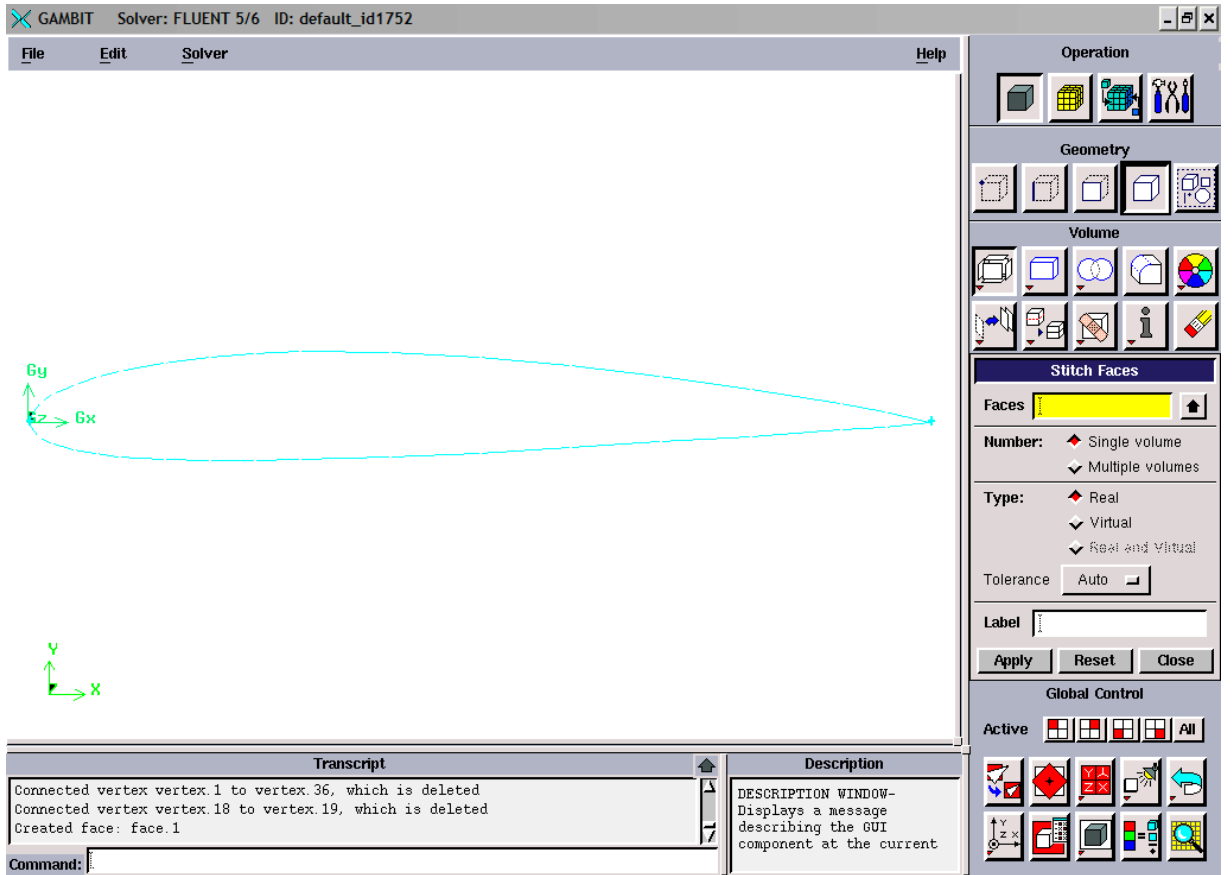 GAMBIT Solver: FLUENT 5/6 ID: default_id1752
File Edit Solver Help
Gy
Gz Gx
Y
X
Transcript
Connected vertex vertex.1 to vertex.36, which is deleted
Connected vertex vertex.18 to vertex.19, which is deleted
Created face: face.1
Command:
Description
DESCRIPTION WINDOW-
Displays a message
describing the GUI
component at the current
Operation
Geometry
Volume
Stitch Faces
Faces
Number: Single volume
Multiple volumes
Type: Real
Virtual
Real and Virtual
Tolerance Auto
Label
Apply Reset Close
Global Control
Active All